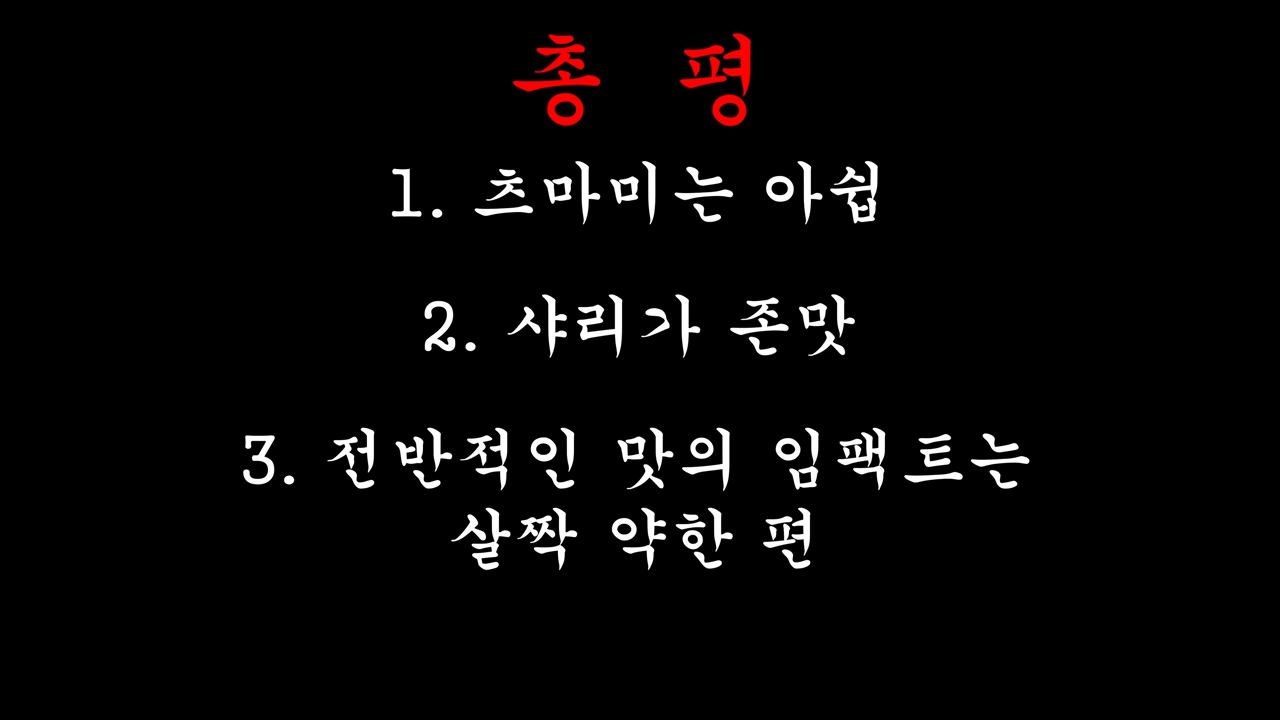 총 평
1. 츠마미는 아쉽
2. 샤리가 존맛
3. 전반적인 맛의 임팩트는
살짝 약한 편